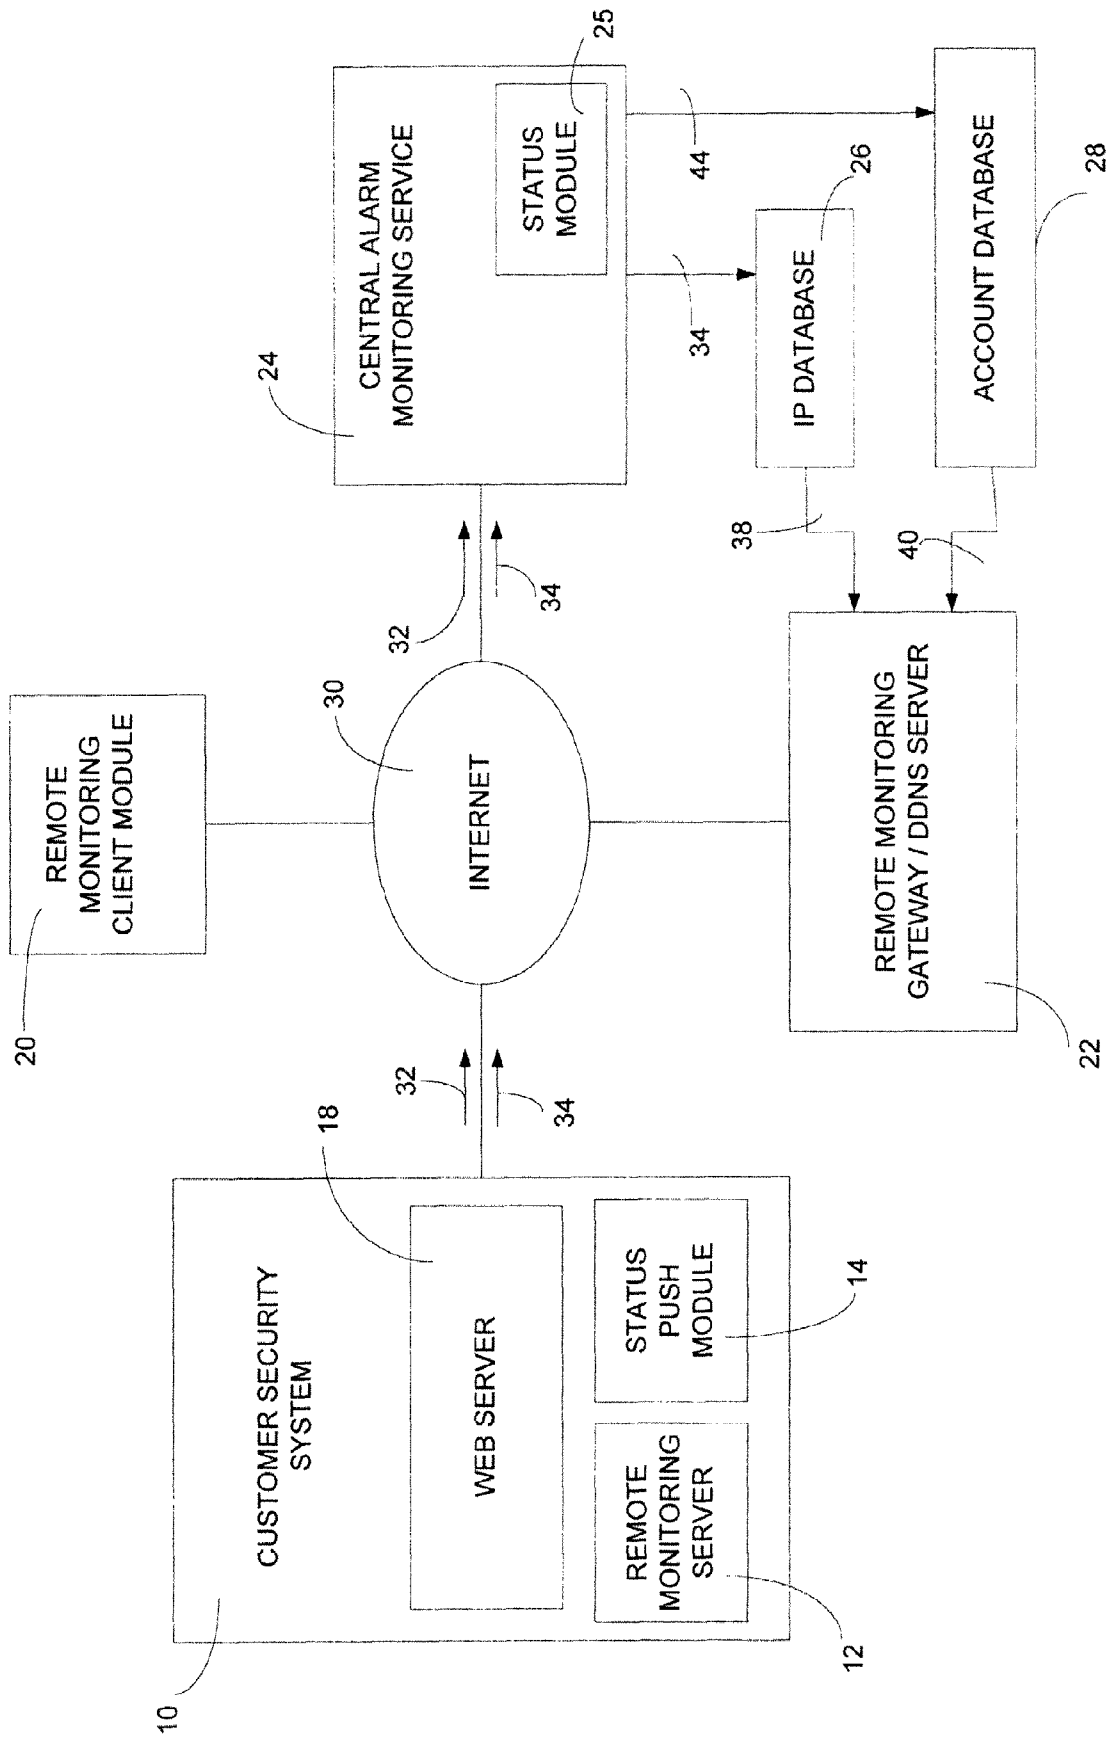 10
CUSTOMER SECURITY
SYSTEM
18
WEB SERVER
REMOTE
MONITORING
SERVER
12
STATUS
PUSH
MODULE
14
32
34
20
REMOTE
MONITORING
CLIENT MODULE
30
INTERNET
22
REMOTE MONITORING
GATEWAY / DDNS SERVER
32
34
24
CENTRAL ALARM
MONITORING SERVICE
STATUS
MODULE
25
34
44
38
IP DATABASE
26
40
ACCOUNT DATABASE
28